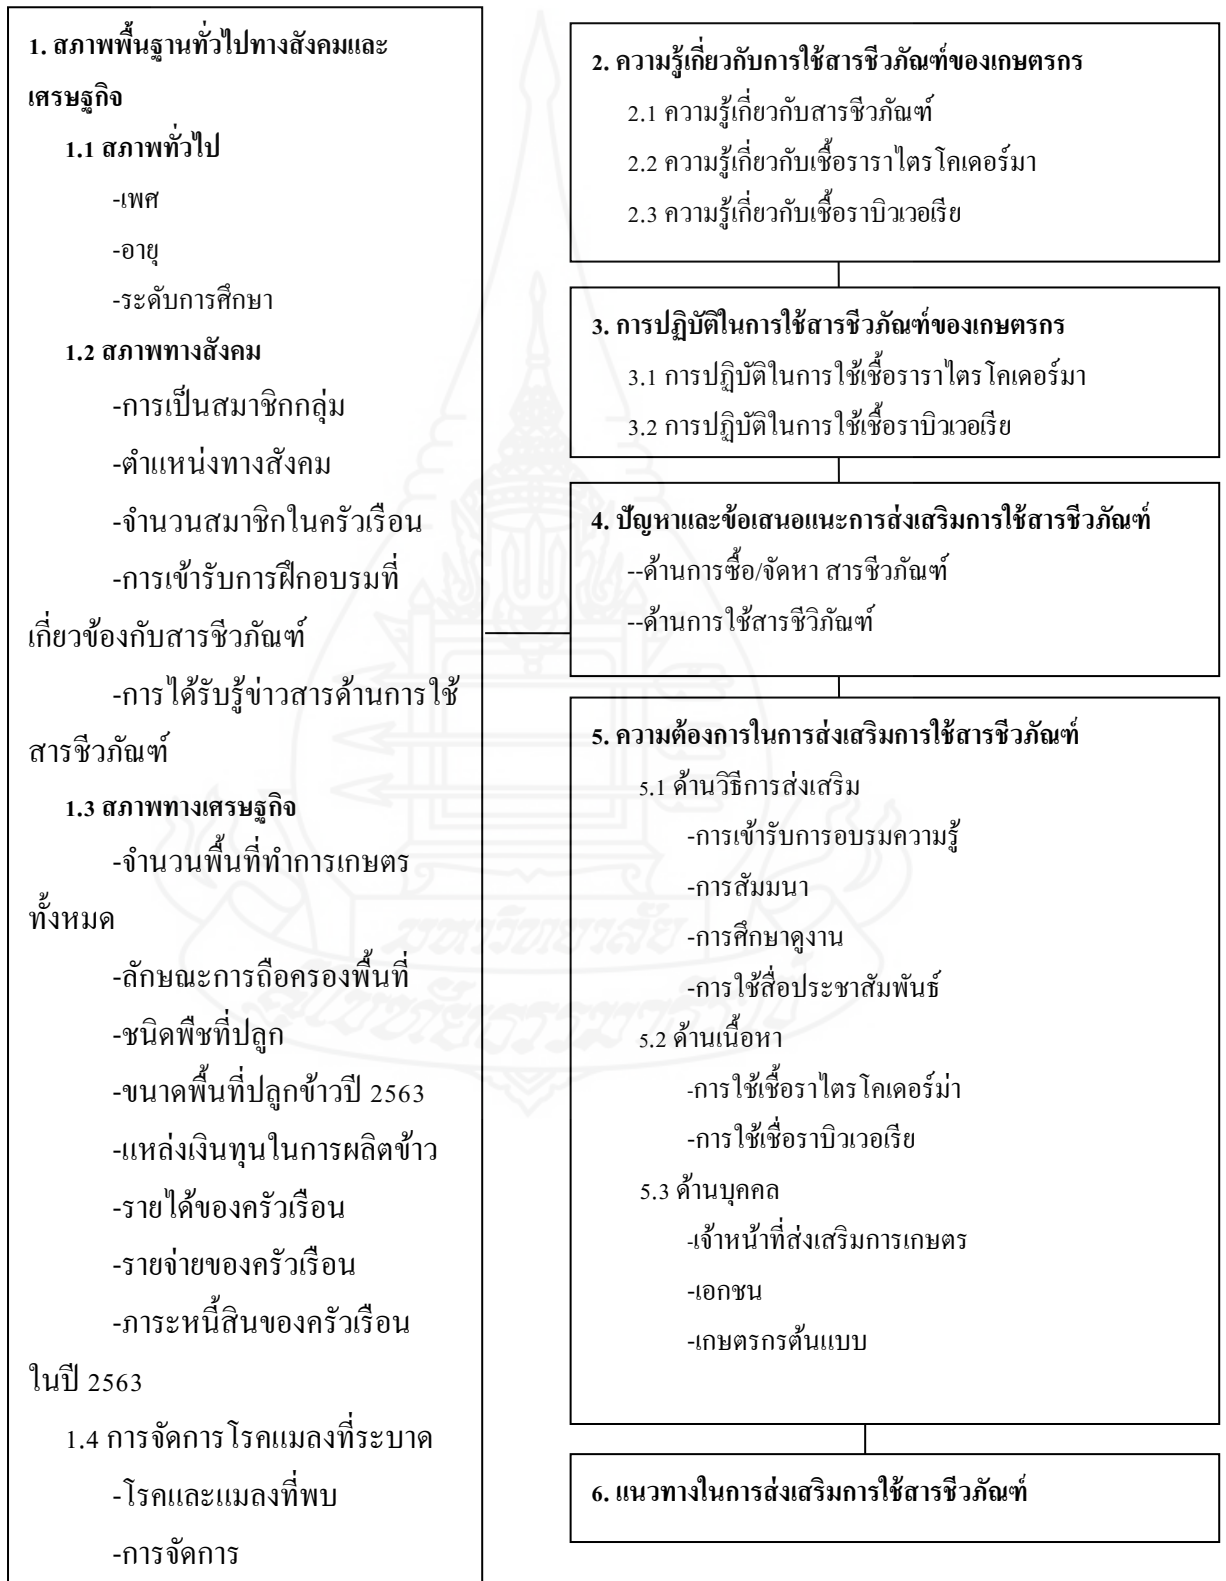 1. สภาพพื้นฐานทั่วไปทางสังคมและ
เศรษฐกิจ
1.1 สภาพทั่วไป
-เพศ
-อายุ
-ระดับการศึกษา
1.2 สภาพทางสังคม
-การเป็นสมาชิกกลุ่ม
-ตำแหน่งทางสังคม
-จำนวนสมาชิกในครัวเรือน
-การเข้ารับการฝึกอบรมที่
เกี่ยวข้องกับสารชีวภัณฑ์
-การได้รับรู้ข่าวสารด้านการใช้
สารชีวภัณฑ์
1.3 สภาพทางเศรษฐกิจ
-จำนวนพื้นที่ทำการเกษตร
ทั้งหมด
-ลักษณะการถือครองพื้นที่
-ชนิดพืชที่ปลูก
-ขนาดพื้นที่ปลูกข้าวปี 2563
-แหล่งเงินทุนในการผลิตข้าว
-รายได้ของครัวเรือน
-รายจ่ายของครัวเรือน
-ภาระหนี้สินของครัวเรือน
ในปี 2563
1.4 การจัดการโรคแมลงที่ระบาด
-โรคและแมลงที่พบ
-การจัดการ
2. ความรู้เกี่ยวกับการใช้สารชีวภัณฑ์ของเกษตรกร
2.1 ความรู้เกี่ยวกับสารชีวภัณฑ์
2.2 ความรู้เกี่ยวกับเชื้อราราไตรโคเดอร์มา
2.3 ความรู้เกี่ยวกับเชื้อราบิวเวอเรีย
3. การปฏิบัติในการใช้สารชีวภัณฑ์ของเกษตรกร
3.1 การปฏิบัติในการใช้เชื้อราราไตรโคเดอร์มา
3.2 การปฏิบัติในการใช้เชื้อราบิวเวอเรีย
4. ปัญหาและข้อเสนอแนะการส่งเสริมการใช้สารชีวภัณฑ์
--ด้านการซื้อ/จัดหา สารชีวภัณฑ์
--ด้านการใช้สารชีวิภัณฑ์
5. ความต้องการในการส่งเสริมการใช้สารชีวภัณฑ์
5.1 ด้านวิธีการส่งเสริม
-การเข้ารับการอบรมความรู้
-การสัมมนา
-การศึกษาดูงาน
-การใช้สื่อประชาสัมพันธ์
5.2 ด้านเนื้อหา
-การใช้เชื้อราไตรโคเดอร์ม่า
-การใช้เชื่อราบิวเวอเรีย
5.3 ด้านบุคคล
-เจ้าหน้าที่ส่งเสริมการเกษตร
-เอกชน
-เกษตรกรต้นแบบ
6. แนวทางในการส่งเสริมการใช้สารชีวภัณฑ์
มหาวิทยาลัย
สุโขทัยธรรมาธิราช